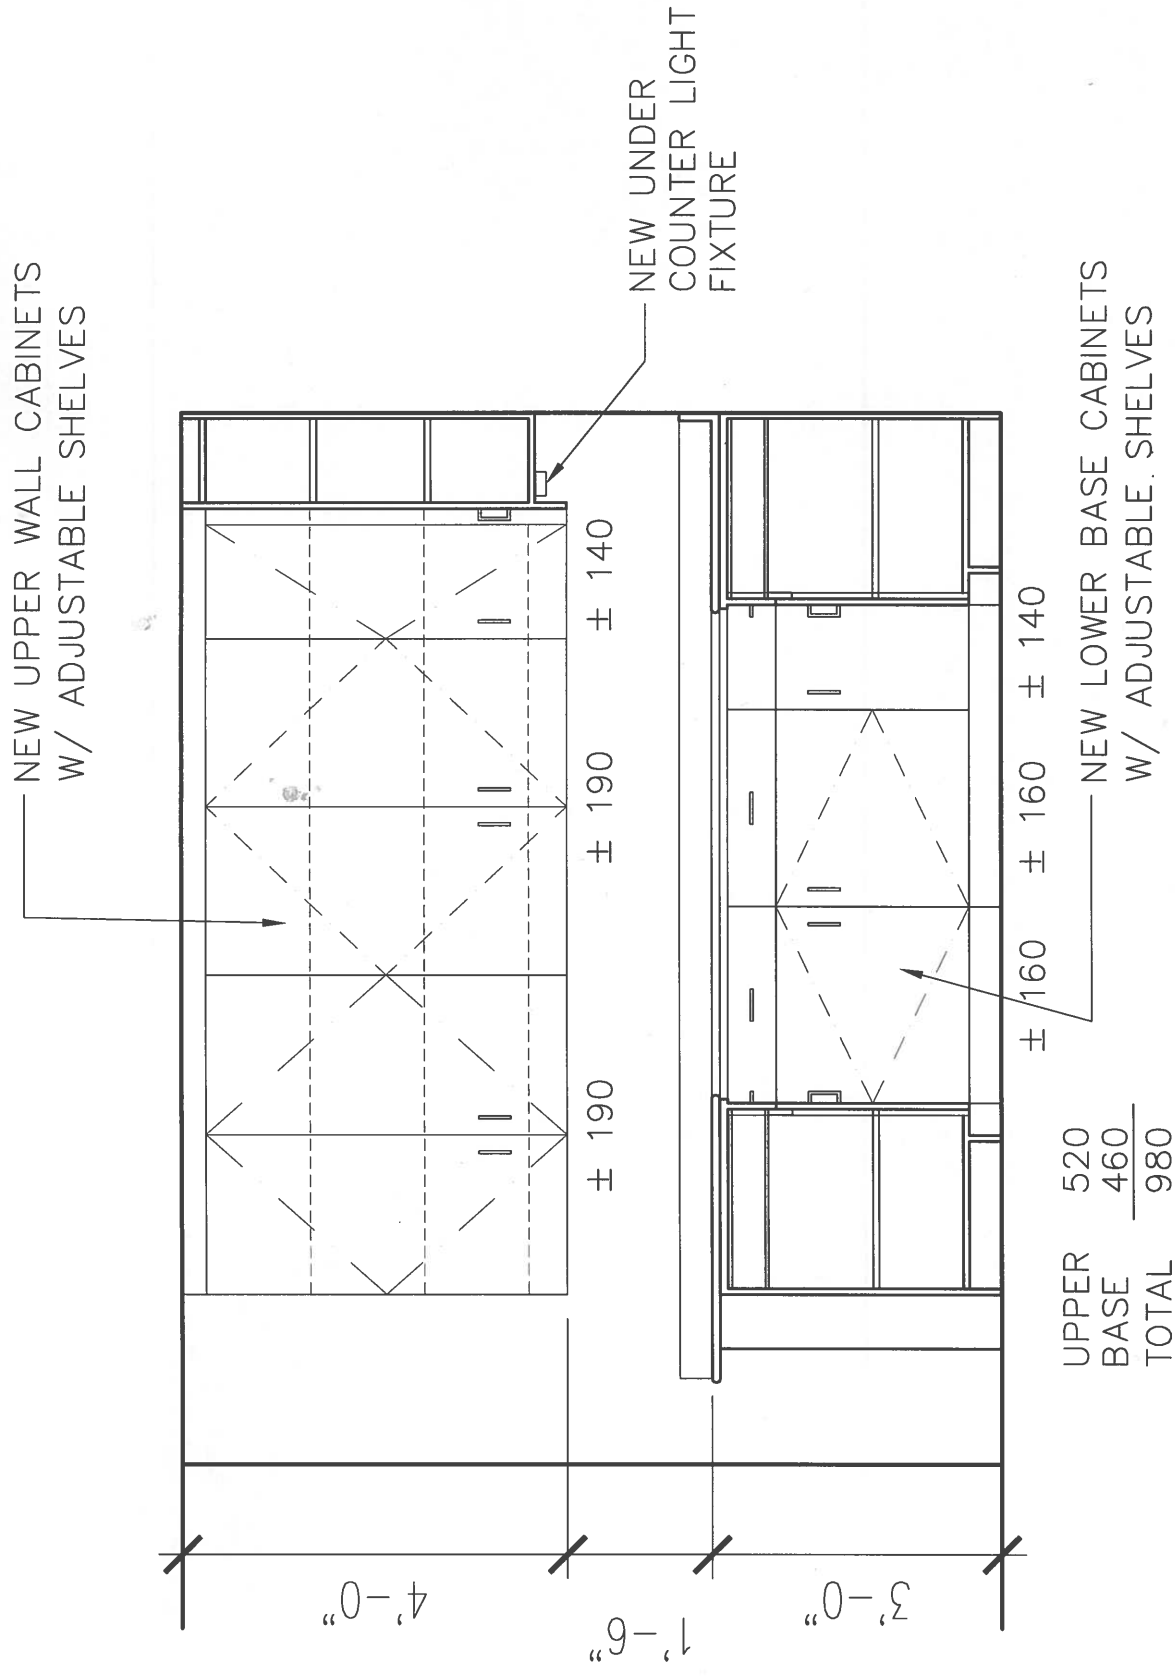 NEW UPPER WALL CABINETS
W/ ADJUSTABLE SHELVES
NEW UNDER
COUNTER LIGHT
FIXTURE
± 190
± 190
± 140
± 160
± 160
± 140
NEW LOWER BASE CABINETS
W/ ADJUSTABLE. SHELVES
UPPER 520
BASE 460
TOTAL 980
4'-0"
1'-6"
3'-0"